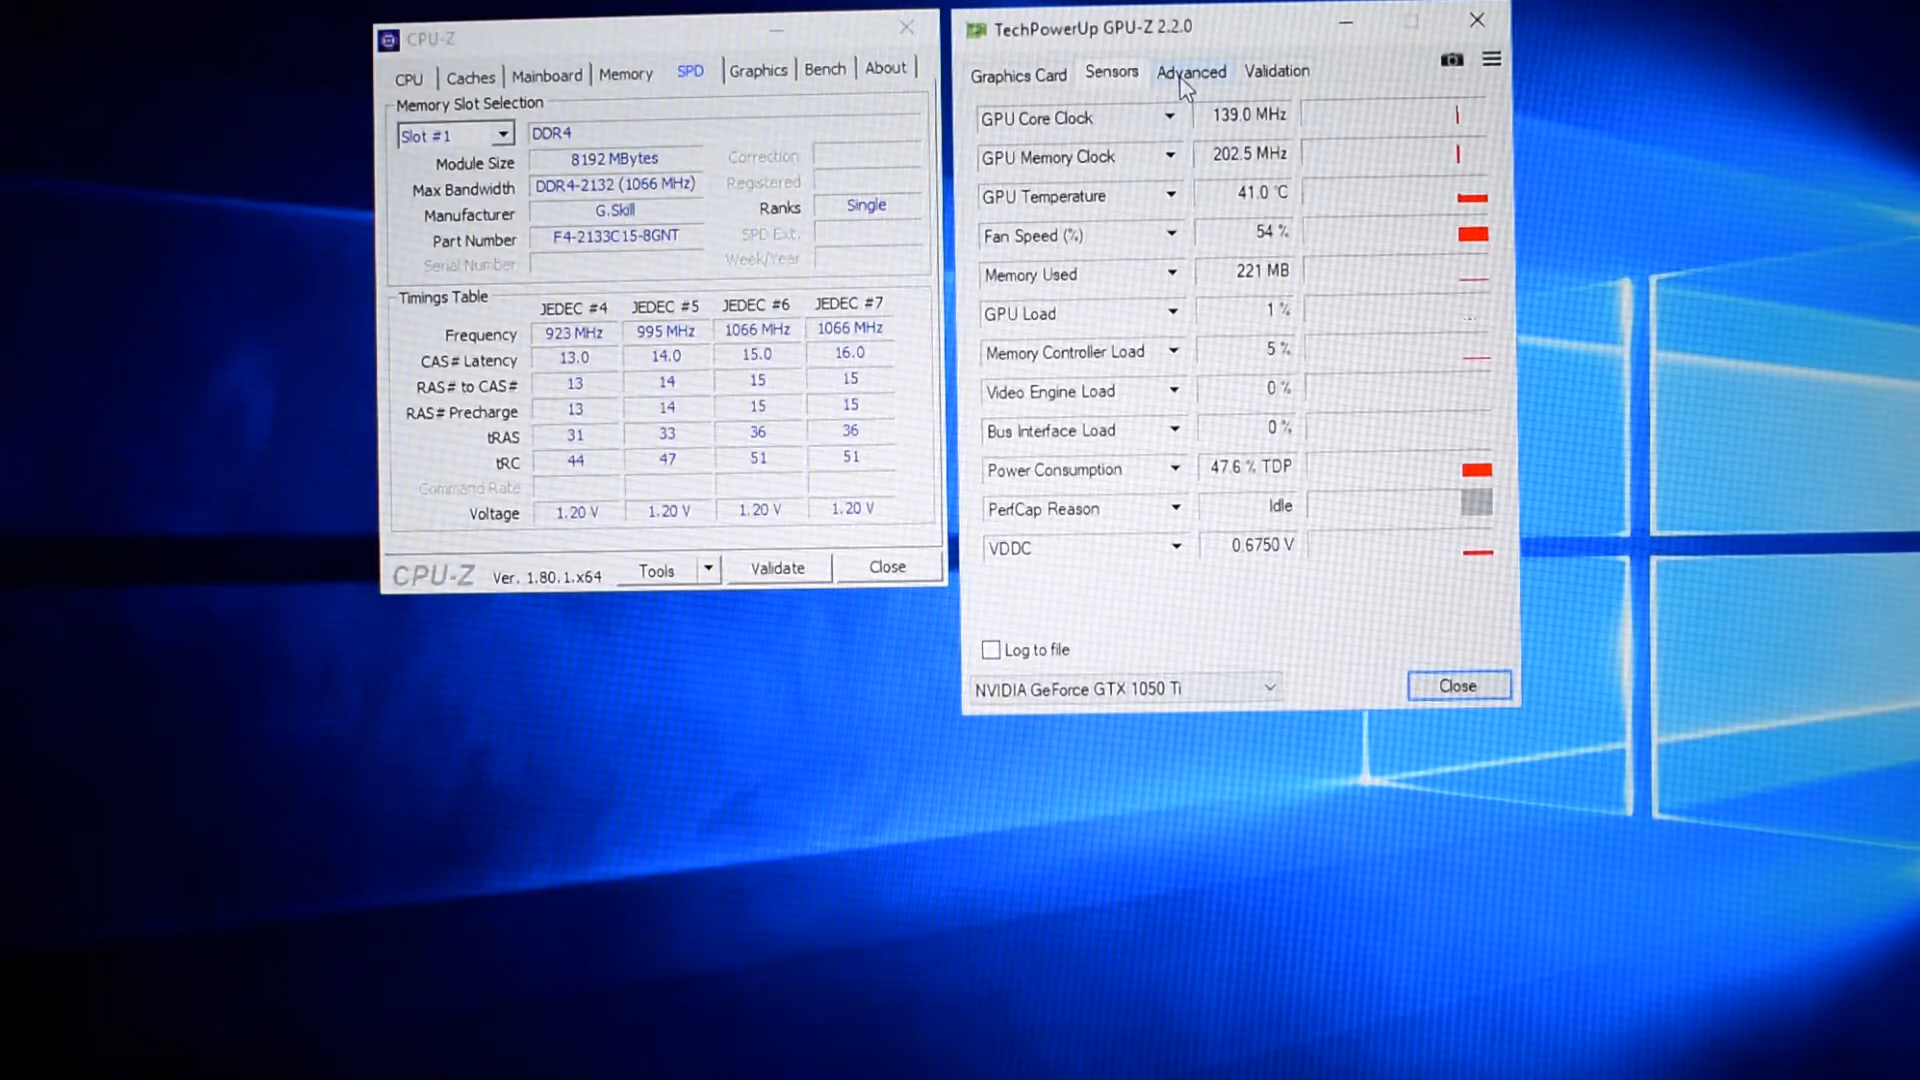 CPU-Z
CPU Caches Mainboard Memory SPD Graphics Bench About
Memory Slot Selection
Slot #1 DDR4
Module Size 8192 MBytes Correction
Max Bandwidth DDR4-2132 (1066 MHz) Registered
Manufacturer G.Skill Ranks Single
Part Number F4-2133C15-8GNT SPD Ext.
Serial Number Week/Year
Timings Table
JEDEC #4 JEDEC #5 JEDEC #6 JEDEC #7
Frequency 923 MHz 995 MHz 1066 MHz 1066 MHz
CAS# Latency 13.0 14.0 15.0 16.0
RAS# to CAS# 13 14 15 15
RAS# Precharge 13 14 15 15
tRAS 31 33 36 36
tRC 44 47 51 51
Command Rate
Voltage 1.20 V 1.20 V 1.20 V 1.20 V
CPU-Z Ver. 1.80.1.x64 Tools Validate Close
TechPowerUp GPU-Z 2.2.0
Graphics Card Sensors Advanced Validation
GPU Core Clock 139.0 MHz
GPU Memory Clock 202.5 MHz
GPU Temperature 41.0 °C
Fan Speed (%) 54 %
Memory Used 221 MB
GPU Load 1 %
Memory Controller Load 5 %
Video Engine Load 0 %
Bus Interface Load 0 %
Power Consumption 47.6 % TDP
PerfCap Reason Idle
VDDC 0.6750 V
Log to file
NVIDIA GeForce GTX 1050 Ti Close